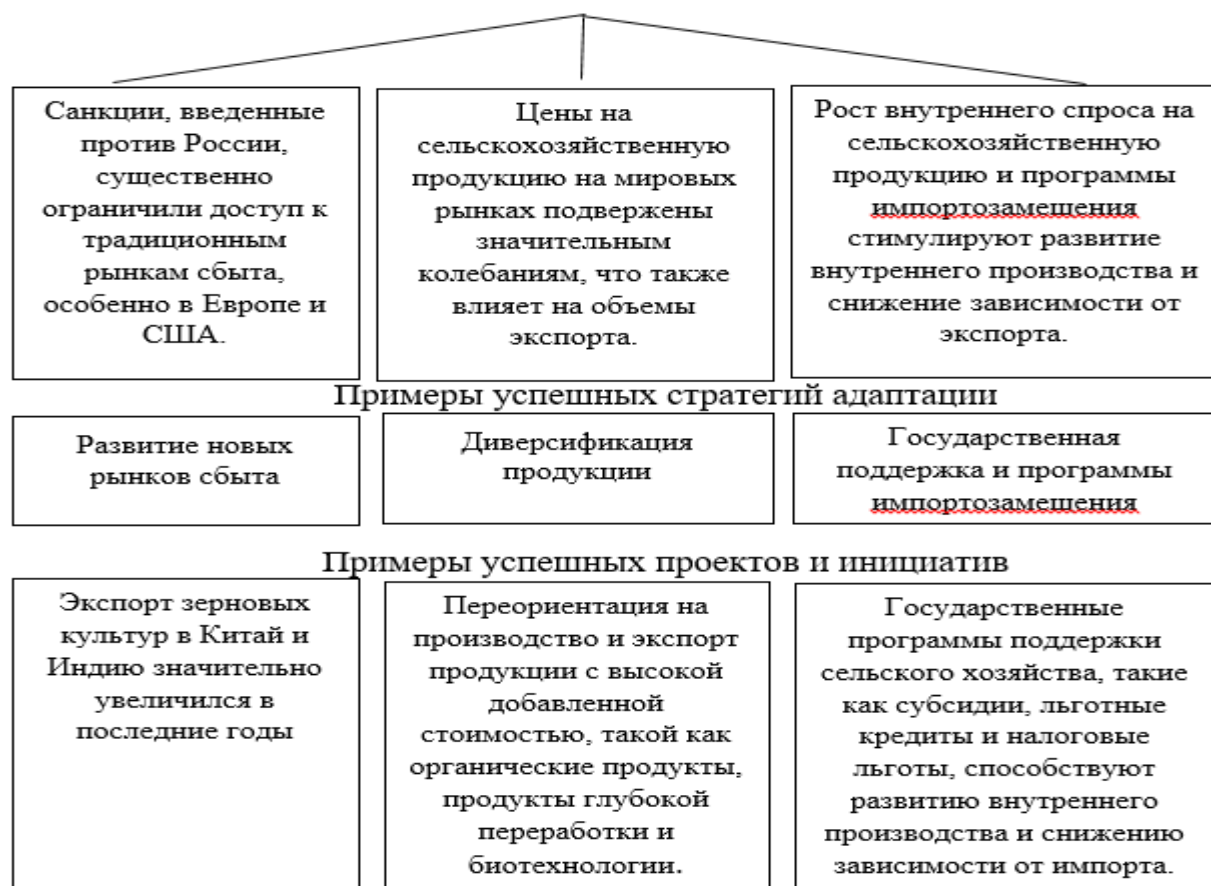 Санкции, введенные
против России,
существенно
ограничили доступ к
традиционным
рынкам сбыта,
особенно в Европе и
США.
Цены на
сельскохозяйственную
продукцию на мировых
рынках подвержены
значительным
колебаниям, что также
влияет на объемы
экспорта.
Рост внутреннего спроса на
сельскохозяйственную
продукцию и программы
импортозамешения
стимулируют развитие
внутреннего производства и
снижение зависимости от
экспорта.
Примеры успешных стратегий адаптации
Развитие новых
рынков сбыта
Диверсификация
продукции
Государственная
поддержка и программы
импортозамешения
Примеры успешных проектов и инициатив
Экспорт зерновых
культур в Китай и
Индию значительно
увеличился в
последние годы
Переориентация на
производство и экспорт
продукции с высокой
добавленной
стоимостью, такой как
органические продукты,
продукты глубокой
переработки и
биотехнологии.
Государственные
программы поддержки
сельского хозяйства, такие
как субсидии, льготные
кредиты и налоговые
льготы, способствуют
развитию внутреннего
производства и снижению
зависимости от импорта.